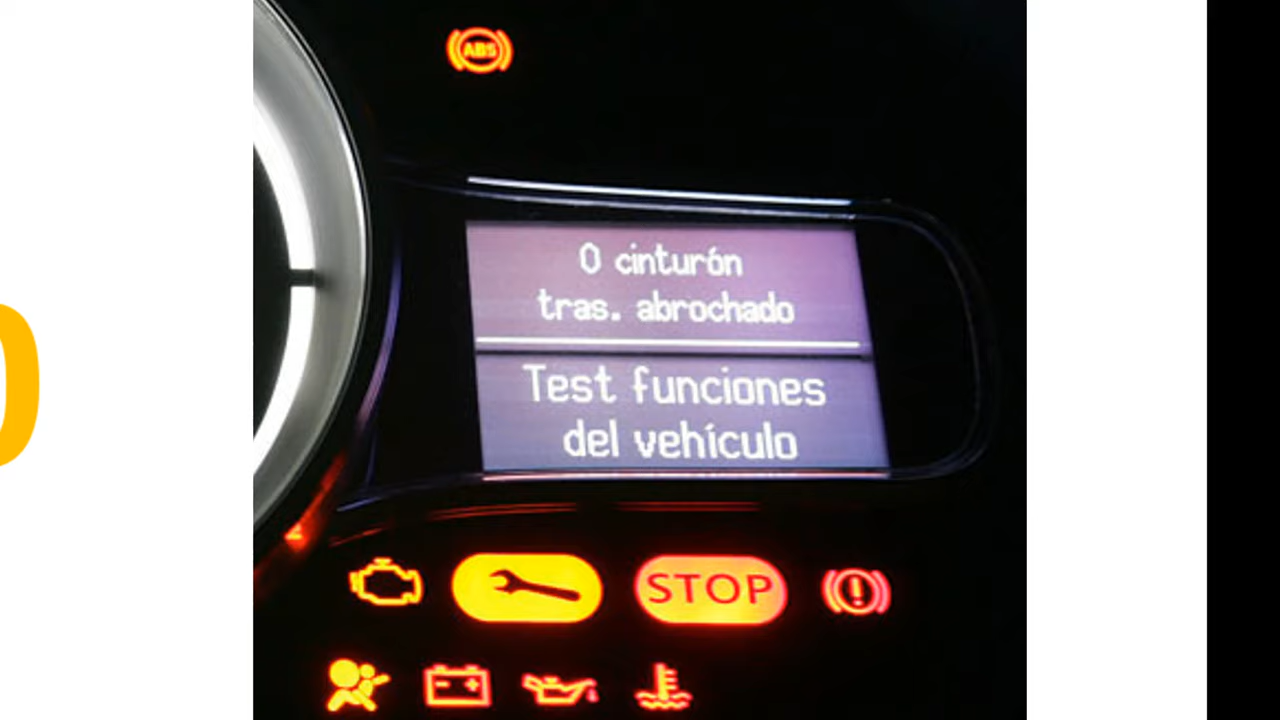 ABS
0 cinturón
tras. abrochado
Test funciones
del vehículo
STOP